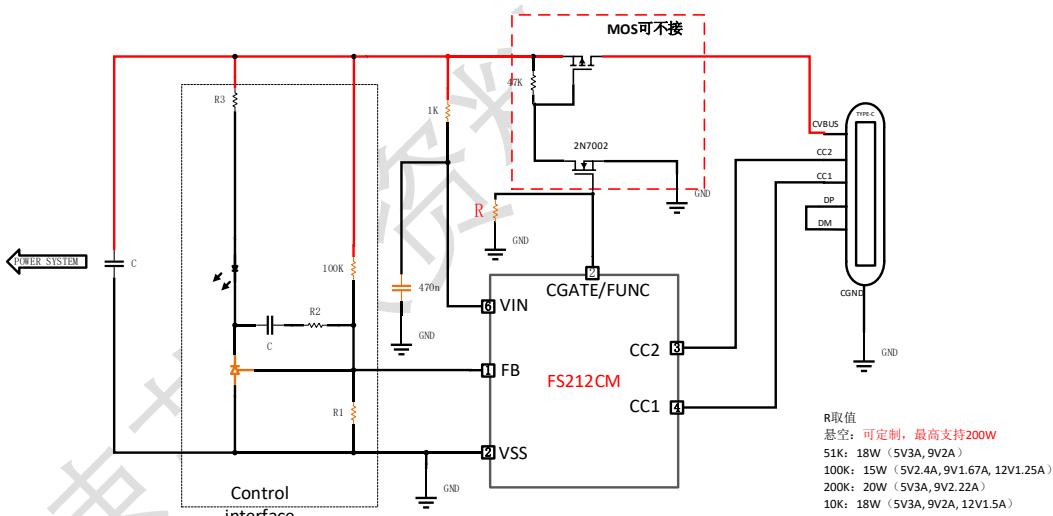 MOS可不接
R3
1K
47K
2N7002
TYPE-C
CVBUS
CC2
CC1
DP
DM
CGND
GND
GND
R
GND
POWER SYSTEM
C
100K
R2
C
470n
GND
2
CGATE/FUNC
6
VIN
CC2
3
1
FB
FS212CM
R1
CC1
4
2
VSS
GND
GND
Control
interface
R取值
悬空：可定制，最高支持200W
51K：18W（5V3A, 9V2A）
100K：15W（5V2.4A, 9V1.67A, 12V1.25A）
200K：20W（5V3A, 9V2.22A）
10K：18W（5V3A, 9V2A, 12V1.5A）
资料